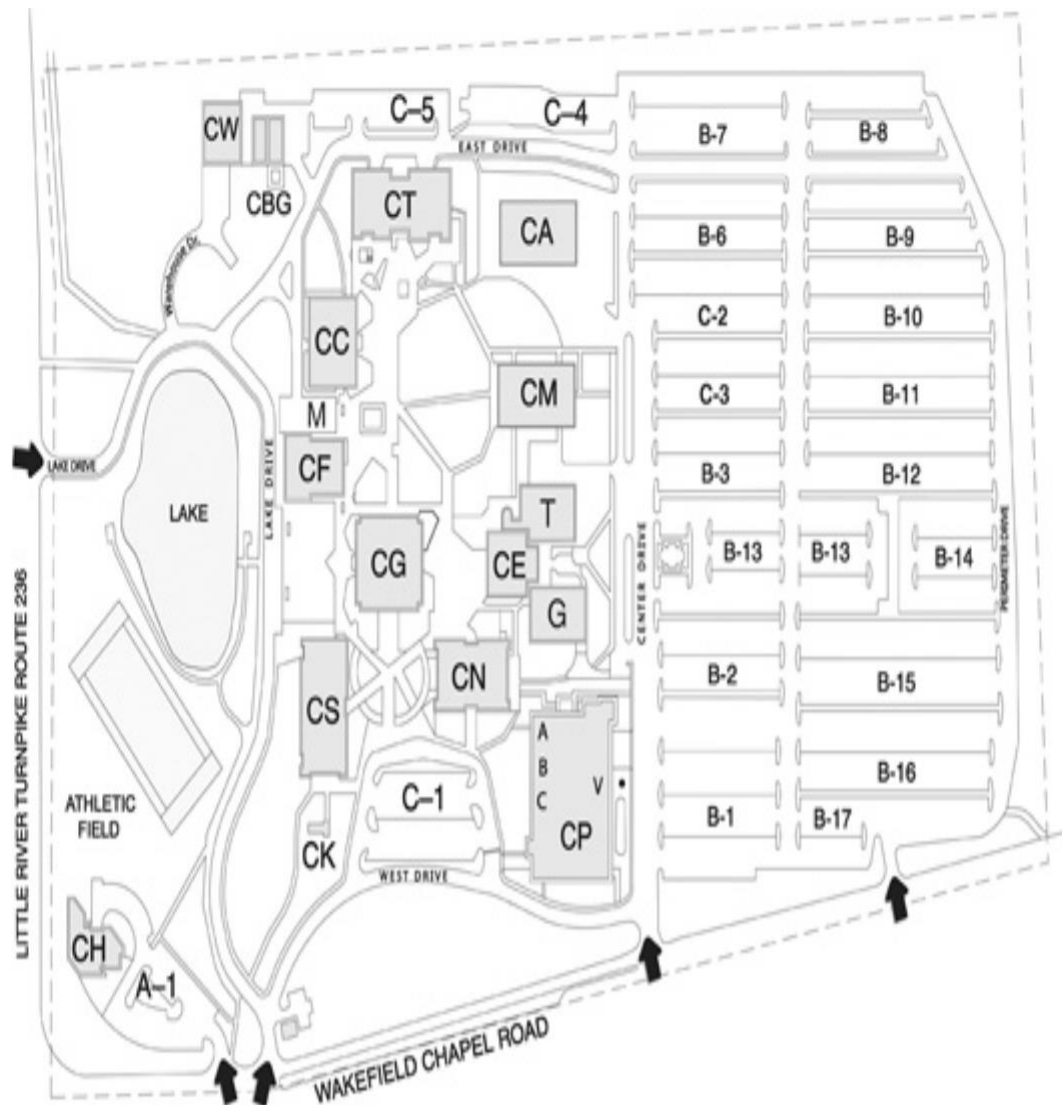 C–5
C–4
CW
B-7
B-8
EAST DRIVE
CBG
CT
CA
B-6
B-9
Warehouse Dr.
CC
C-2
B-10
CM
C-3
B-11
M
CF
LAKE DRIVE
LAKE DRIVE
B-3
B-12
LAKE
T
CG
CE
B-13
B-13
B-14
CENTER DRIVE
PERIMETER DRIVE
G
LITTLE RIVER TURNPIKE ROUTE 236
CN
B-2
B-15
CS
A
B
C
V
B-16
C–1
ATHLETIC
FIELD
B-1
B-17
CP
CK
WEST DRIVE
CH
A–1
WAKEFIELD CHAPEL ROAD